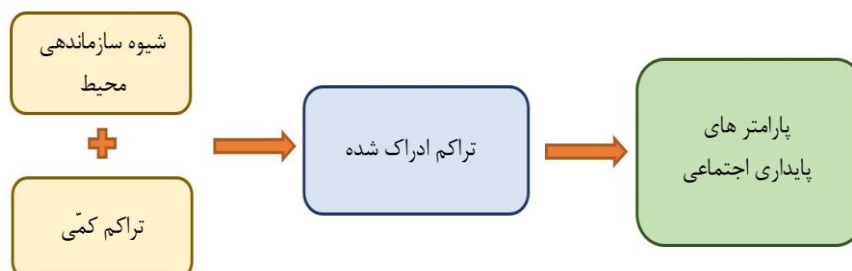 شیوه سازماندهی
محیط
تراکم کمّی
تراکم ادراک شده
پارامتر های
پایداری اجتماعی